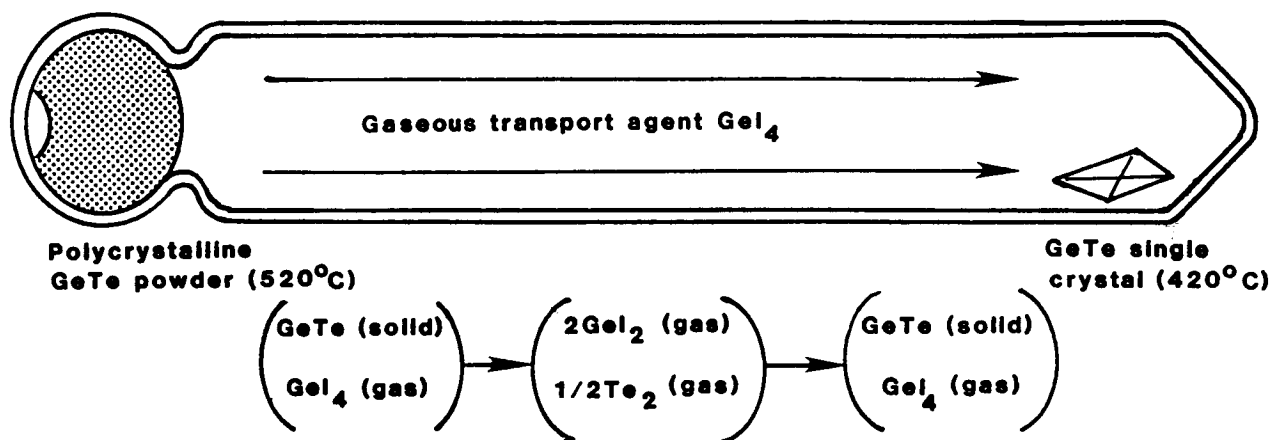 Gaseous transport agent GeI₄
Polycrystalline
GeTe powder (520°C)
GeTe single
crystal (420°C)
GeTe (solid)
GeI₄ (gas)
2GeI₂ (gas)
1/2Te₂ (gas)
GeTe (solid)
GeI₄ (gas)